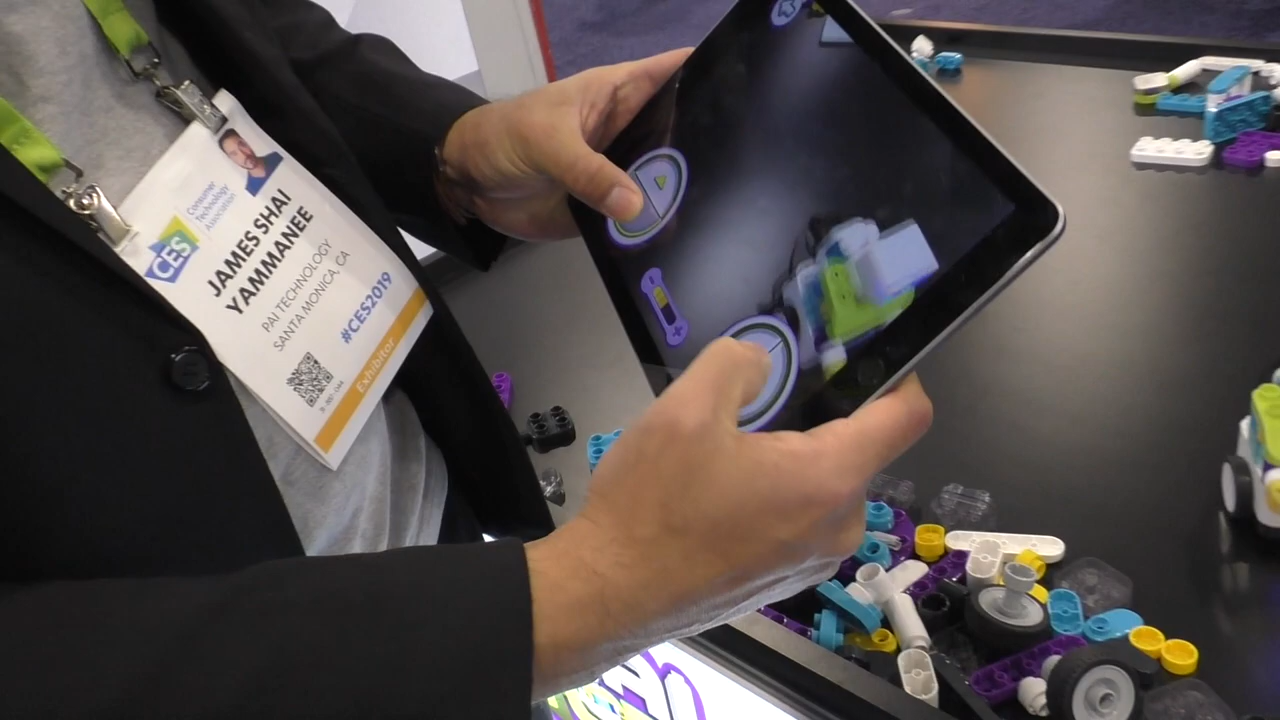 CES
Consumer
Technology
Association
JAMES SHAI
YAMMANEE
PAI TECHNOLOGY
SANTA MONICA, CA
#CES2019
Exhibitor